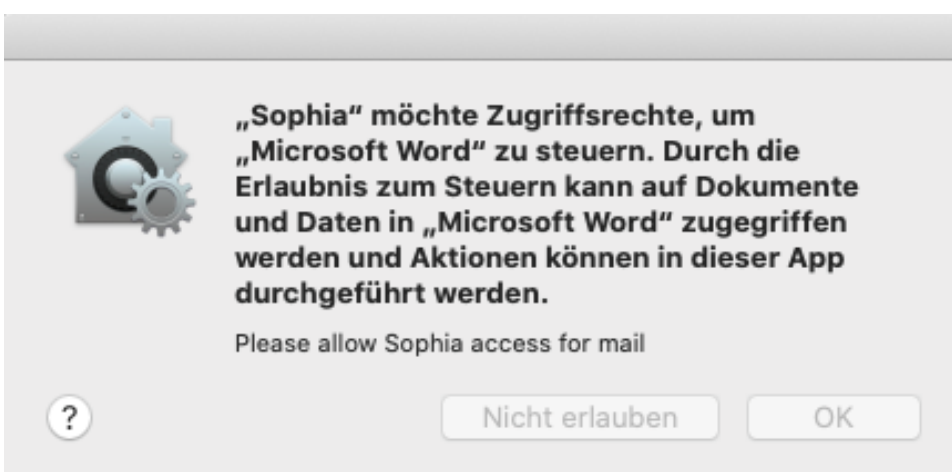 „Sophia“ möchte Zugriffsrechte, um
„Microsoft Word“ zu steuern. Durch die
Erlaubnis zum Steuern kann auf Dokumente
und Daten in „Microsoft Word“ zugegriffen
werden und Aktionen können in dieser App
durchgeführt werden.
Please allow Sophia access for mail
? Nicht erlauben OK